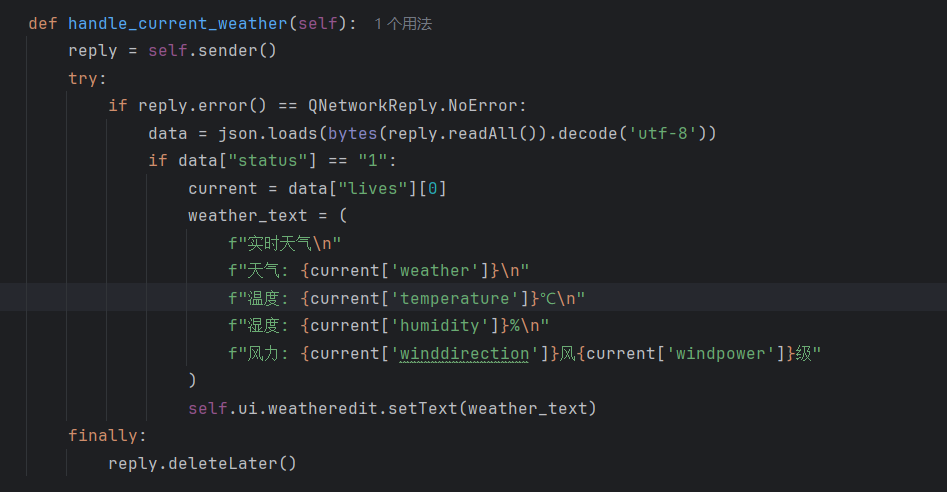 def handle_current_weather(self):  1个用法
    reply = self.sender()
    try:
        if reply.error() == QNetworkReply.NoError:
            data = json.loads(bytes(reply.readAll()).decode('utf-8'))
            if data["status"] == "1":
                current = data["lives"][0]
                weather_text = (
                    f"实时天气\n"
                    f"天气: {current['weather']}\n"
                    f"温度: {current['temperature']}℃\n"
                    f"湿度: {current['humidity']}%\n"
                    f"风力: {current['winddirection']}风{current['windpower']}级"
                )
                self.ui.weatheredit.setText(weather_text)
    finally:
        reply.deleteLater()